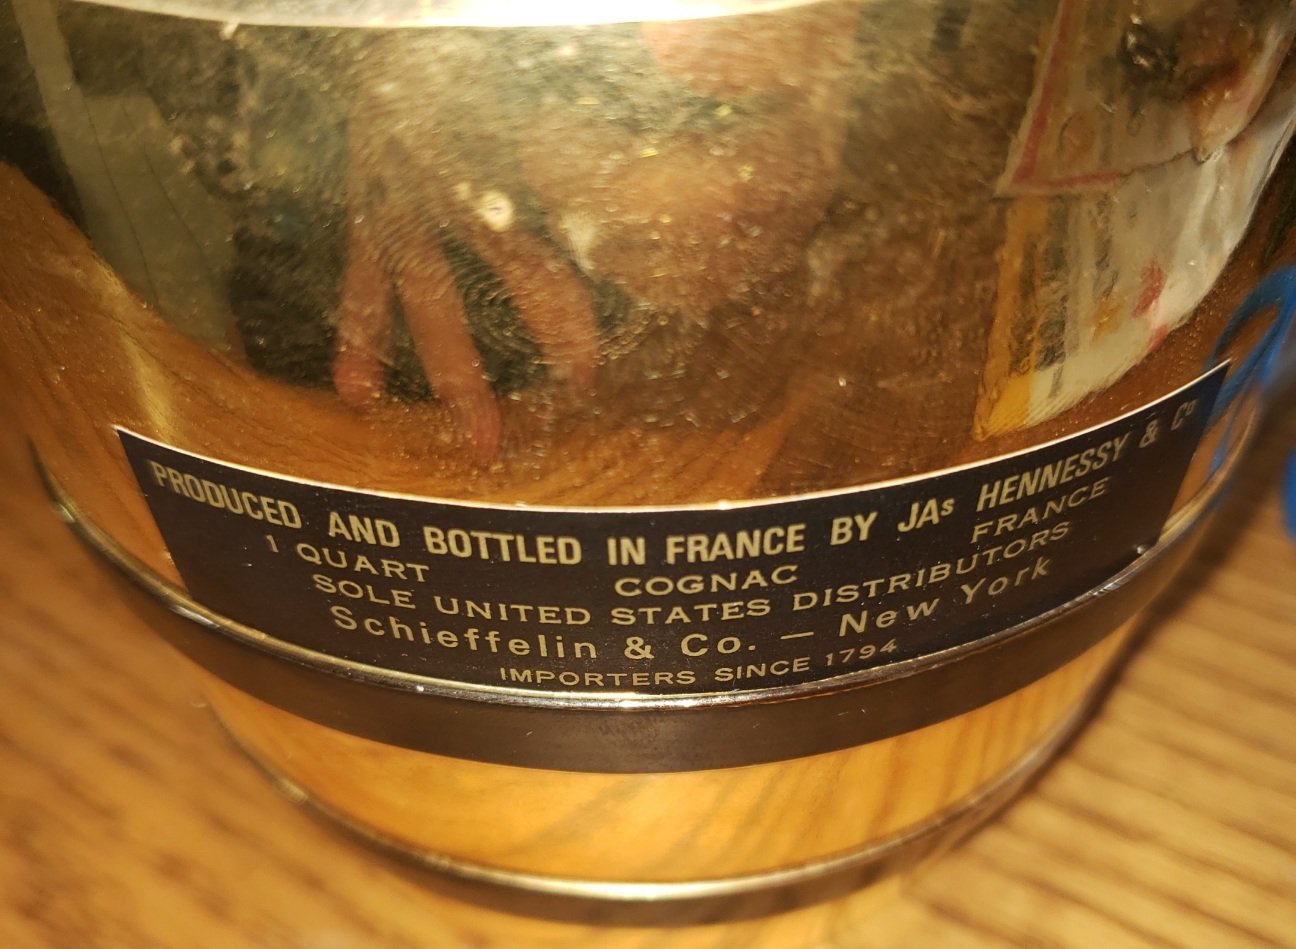 PRODUCED AND BOTTLED IN FRANCE BY JAs HENNESSY & Co
1 QUART COGNAC FRANCE
SOLE UNITED STATES DISTRIBUTORS
Schieffelin & Co. — New York
IMPORTERS SINCE 1794